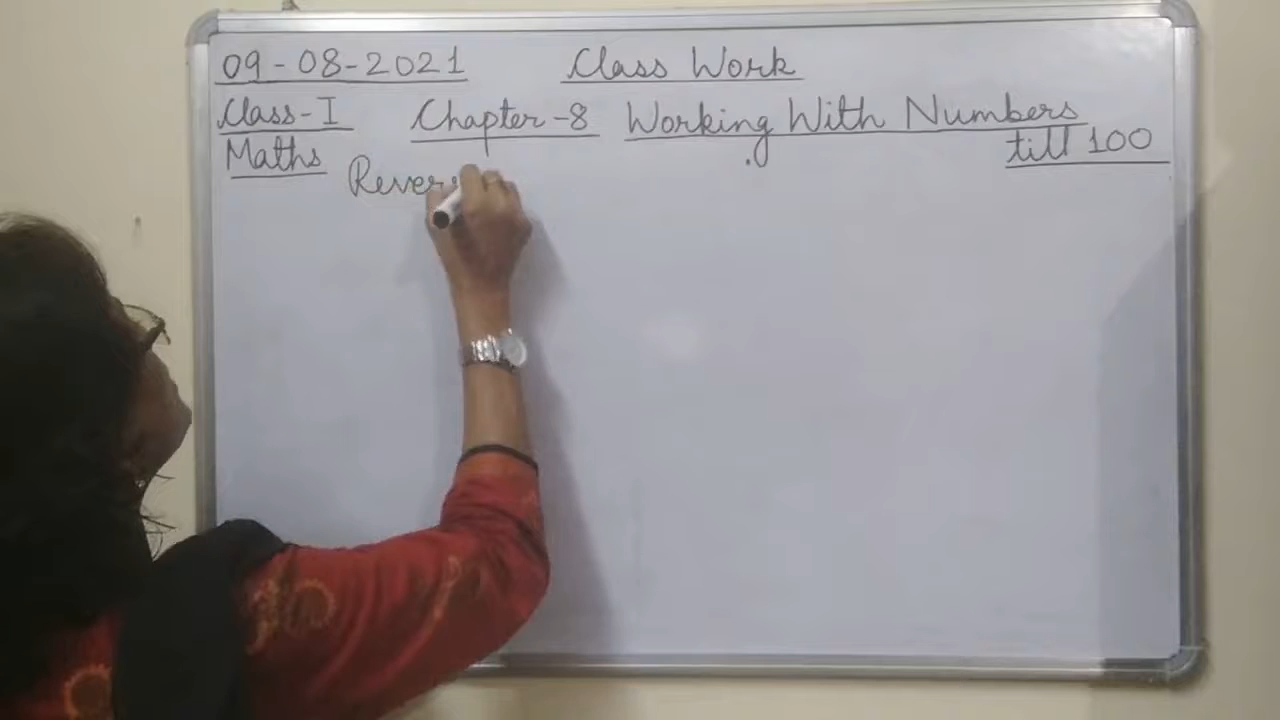 09-08-2021 Class Work
Class-I Chapter-8 Working With Numbers
till 100
Maths